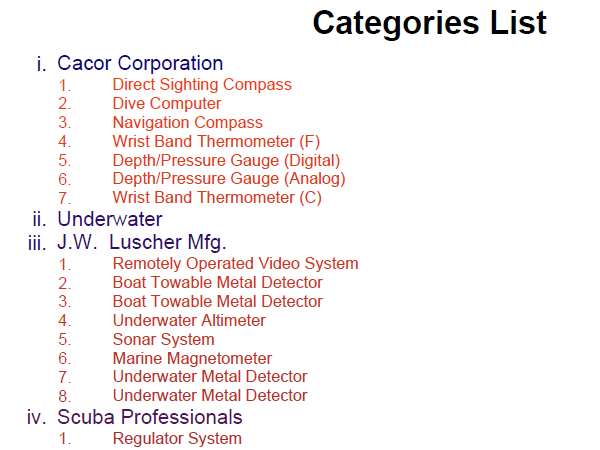 Categories List
i. Cacor Corporation
1. Direct Sighting Compass
2. Dive Computer
3. Navigation Compass
4. Wrist Band Thermometer (F)
5. Depth/Pressure Gauge (Digital)
6. Depth/Pressure Gauge (Analog)
7. Wrist Band Thermometer (C)
ii. Underwater
iii. J.W. Luscher Mfg.
1. Remotely Operated Video System
2. Boat Towable Metal Detector
3. Boat Towable Metal Detector
4. Underwater Altimeter
5. Sonar System
6. Marine Magnetometer
7. Underwater Metal Detector
8. Underwater Metal Detector
iv. Scuba Professionals
1. Regulator System